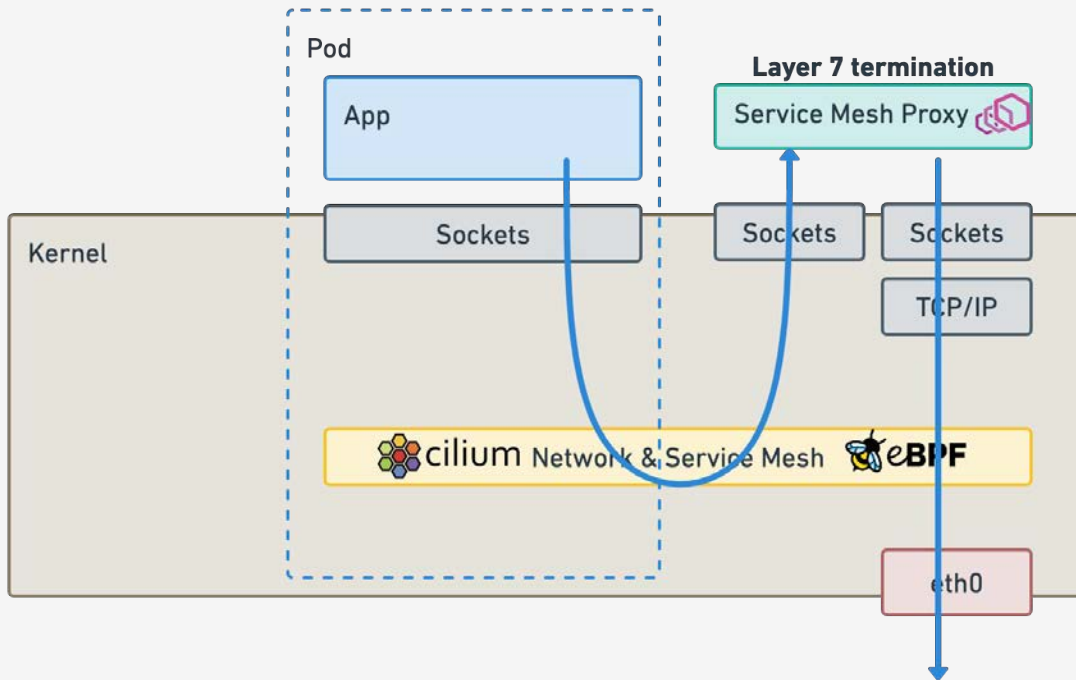 Pod
Layer 7 termination
App
Service Mesh Proxy
Kernel
Sockets
Sockets
Sockets
TCP/IP
cilium Network & Service Mesh eBPF
eth0